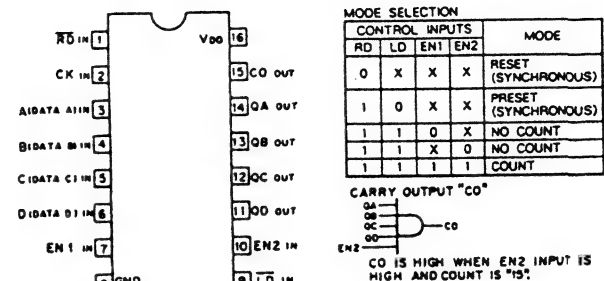 RD IN 1
CK IN 2
A(DATA A) IN 3
B(DATA B) IN 4
C(DATA C) IN 5
D(DATA D) IN 6
EN 1 IN 7
8 GND
VDD 16
15 CO OUT
14 QA OUT
13 QB OUT
12 QC OUT
11 QD OUT
10 EN2 IN
9 LD IN
MODE SELECTION
CONTROL INPUTS MODE
RD LD EN1 EN2
0 X X X RESET (SYNCHRONOUS)
1 0 X X PRESET (SYNCHRONOUS)
1 1 0 X NO COUNT
1 1 X 0 NO COUNT
1 1 1 1 COUNT
CARRY OUTPUT "CO"
QA
QB
QC
QD
EN2
CO
CO IS HIGH WHEN EN2 INPUT IS
HIGH AND COUNT IS "15".